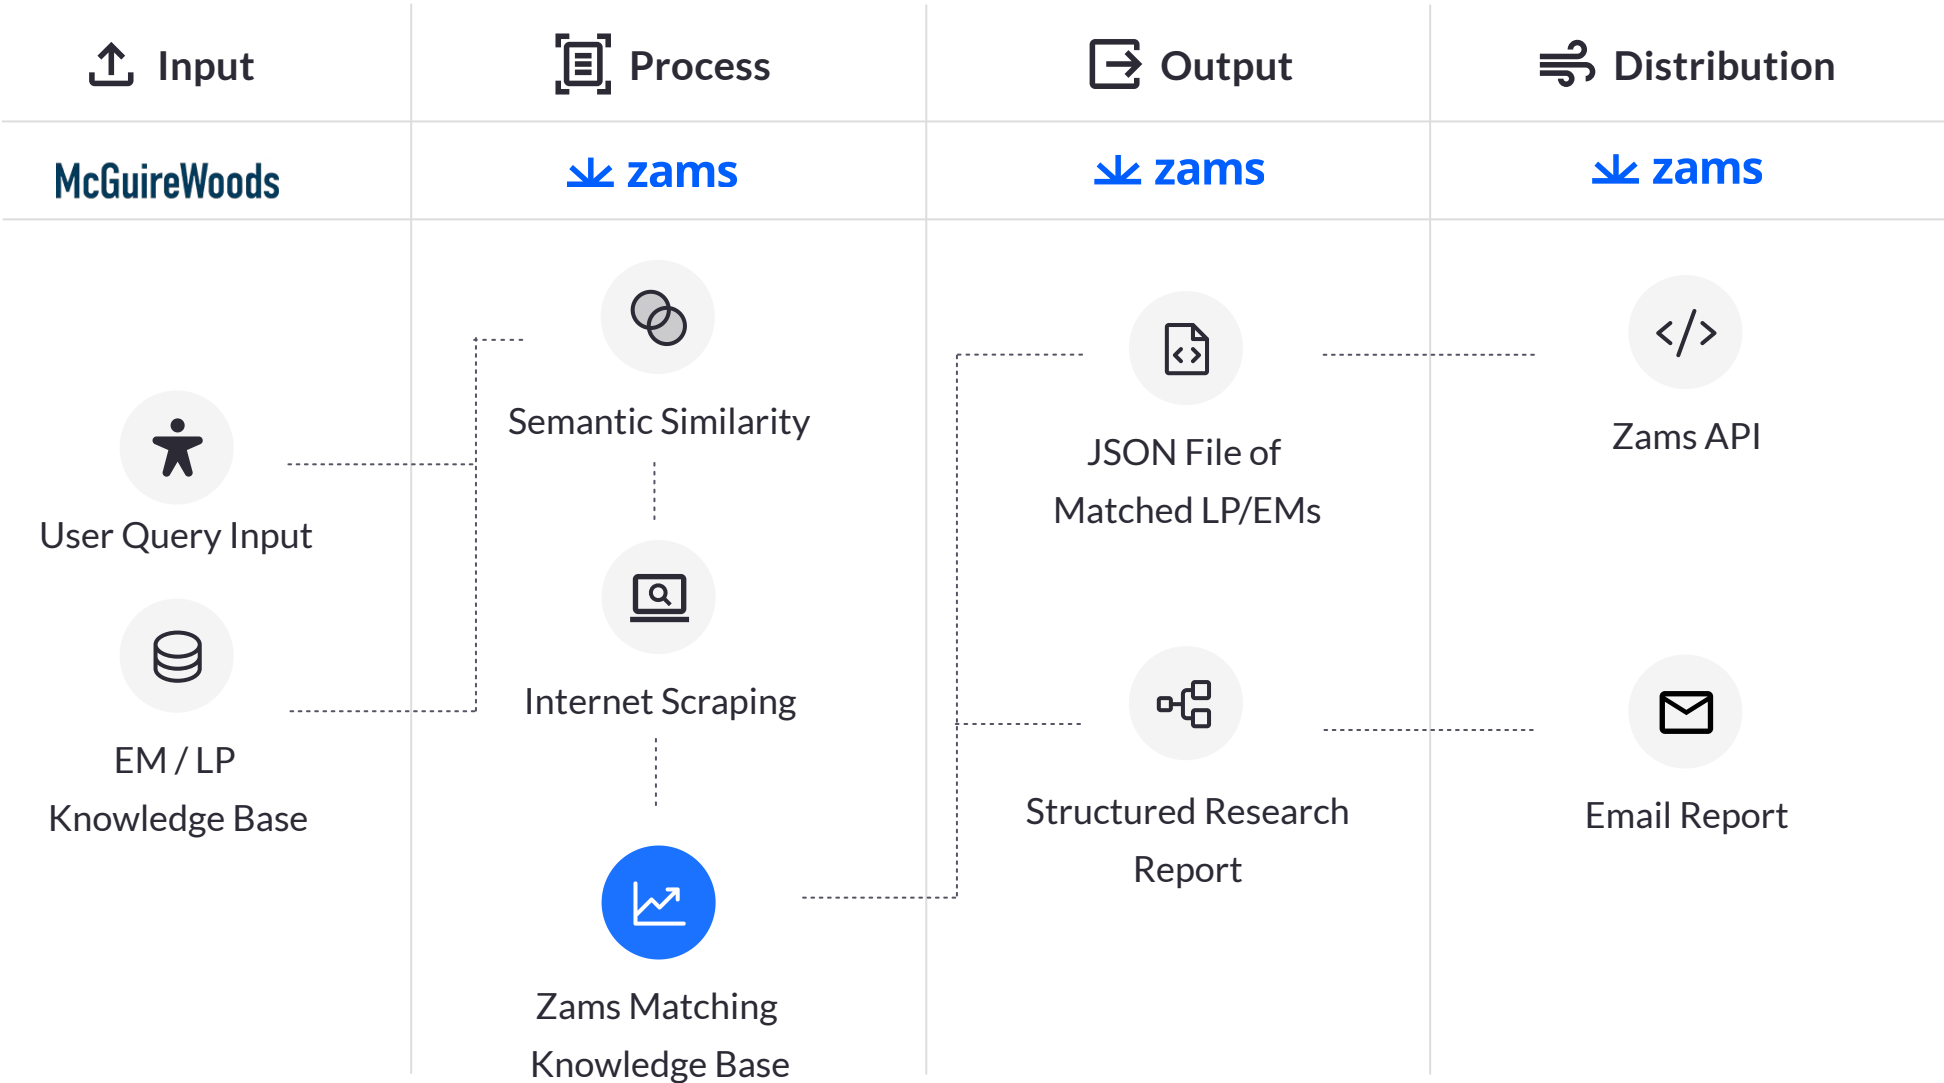 Input
Process
Output
Distribution
McGuireWoods
zams
zams
zams
User Query Input
EM / LP
Knowledge Base
Semantic Similarity
Internet Scraping
Zams Matching
Knowledge Base
JSON File of
Matched LP/EMs
Structured Research
Report
Zams API
Email Report